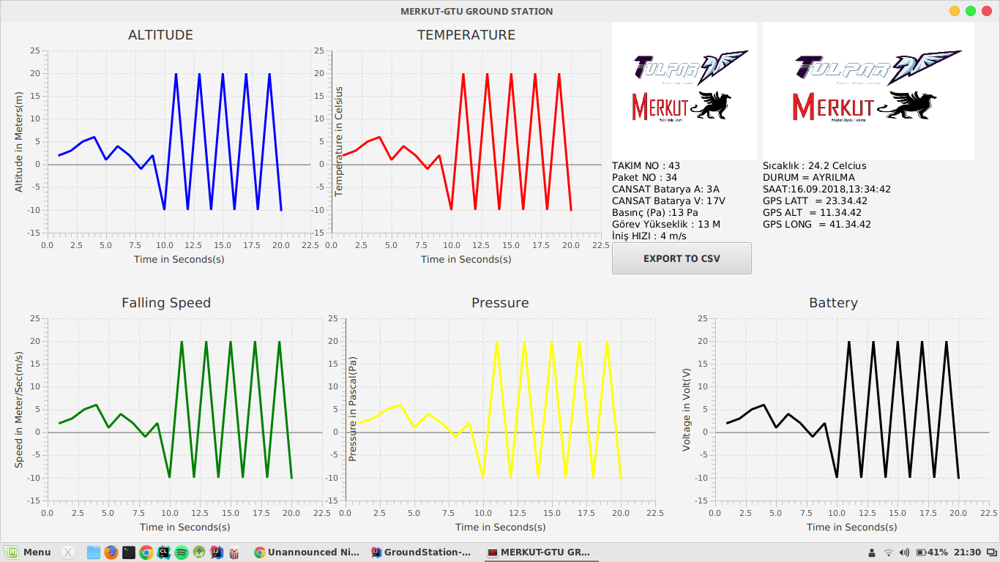 MERKUT-GTU GROUND STATION
ALTITUDE
25
20
15
10
5
0
-5
-10
-15
0.0 2.5 5.0 7.5 10.0 12.5 15.0 17.5 20.0 22.5
Altitude in Meters(m)
Time in Seconds(s)
TEMPERATURE
25
20
15
10
5
0
-5
-10
-15
0.0 2.5 5.0 7.5 10.0 12.5 15.0 17.5 20.0 22.5
Temperature in Celsius
Time in Seconds(s)
TULPAR
MERKUT
Model Uydu Takımı
TULPAR
MERKUT
Model Uydu Takımı
TAKIM NO : 43
Paket NO : 34
CANSAT Batarya A: 3A
CANSAT Batarya V: 17V
Basınç (Pa) :13 Pa
Görev Yükseklik : 13 M
İniş HIZI : 4 m/s
Sıcaklık : 24.2 Celcius
DURUM = AYRILMA
SAAT:16.09.2018,13:34:42
GPS LATT = 23.34.42
GPS ALT = 11.34.42
GPS LONG = 41.34.42
EXPORT TO CSV
Falling Speed
25
20
15
10
5
0
-5
-10
-15
0.0 2.5 5.0 7.5 10.0 12.5 15.0 17.5 20.0 22.5
Speed in Meter/Sec(m/s)
Time in Seconds(s)
Pressure
25
20
15
10
5
0
-5
-10
-15
0.0 2.5 5.0 7.5 10.0 12.5 15.0 17.5 20.0 22.5
Pressure in Pascal(Pa)
Time in Seconds(s)
Battery
25
20
15
10
5
0
-5
-10
-15
0.0 2.5 5.0 7.5 10.0 12.5 15.0 17.5 20.0 22.5
Voltage in Volt(V)
Time in Seconds(s)
Menu
X
CL
IJ
Unannounced Ni...
GroundStation-...
MERKUT-GTU GR...
41%
21:30